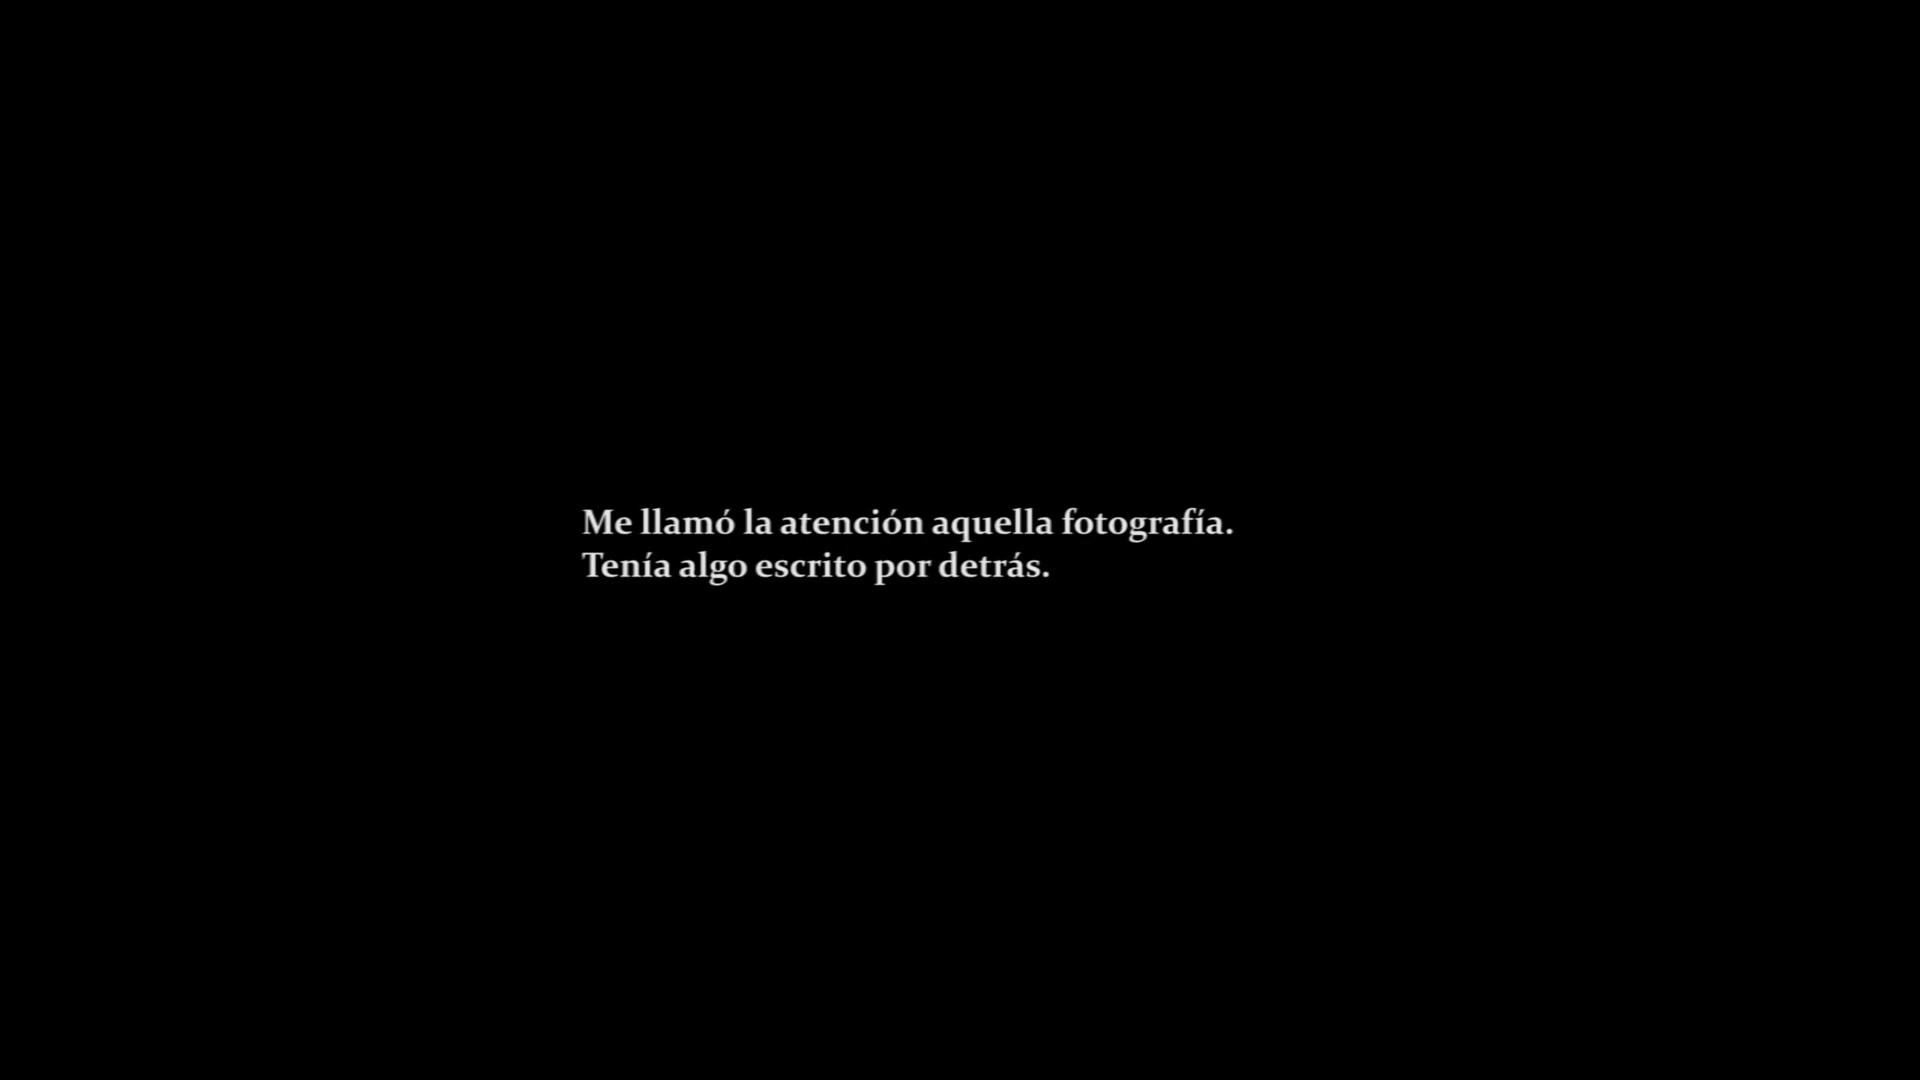 Me llamó la atención aquella fotografía.
Tenía algo escrito por detrás.